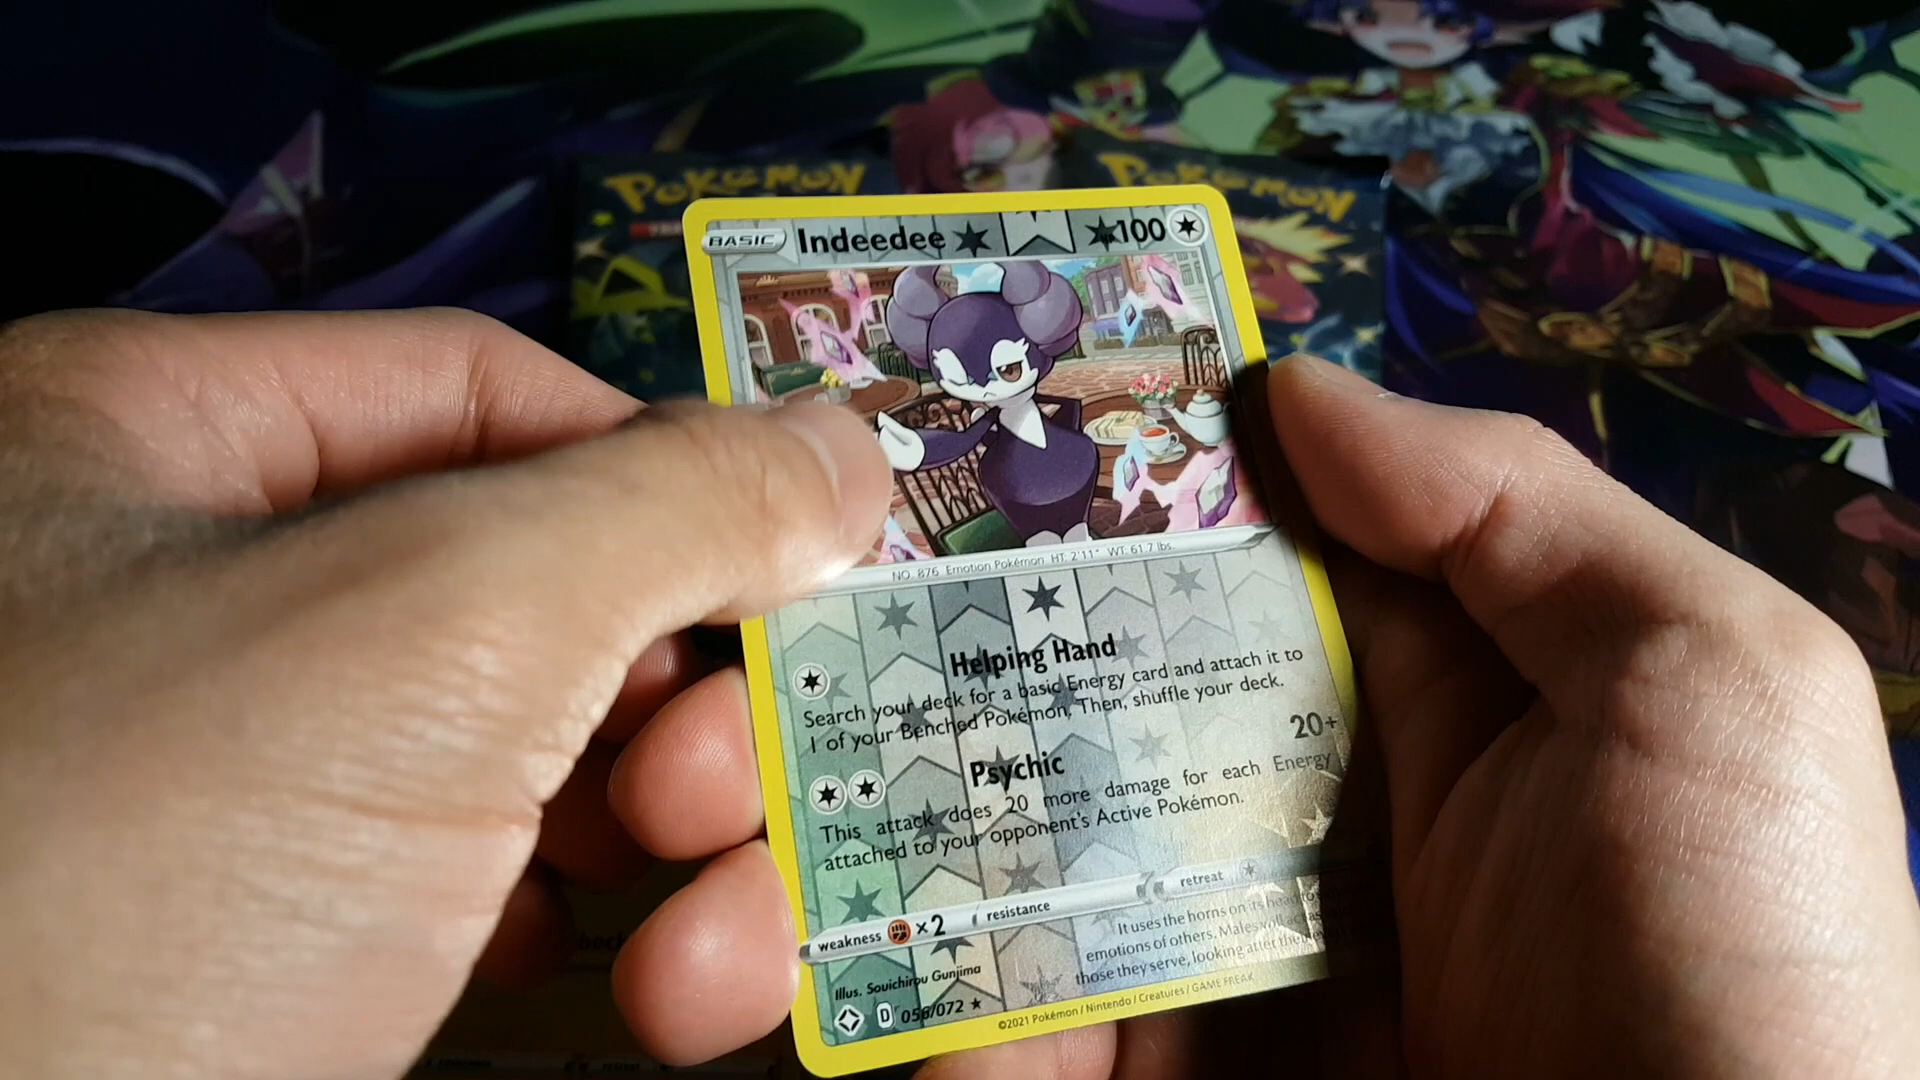 POKéMON
POKéMON
BASIC Indeedee 100
NO. 876 Emotion Pokémon HT: 2'11" WT: 61.7 lbs.
Helping Hand
Search your deck for a basic Energy card and attach it to
1 of your Benched Pokémon. Then, shuffle your deck.
Psychic 20+
This attack does 20 more damage for each Energy
attached to your opponent's Active Pokémon.
weakness ×2 resistance retreat
It uses the horns on its head to
emotions of others. Males will act as
those they serve, looking after their
Illus. Souichirou Gunjima
D 056/072 ★
©2021 Pokémon / Nintendo / Creatures / GAME FREAK